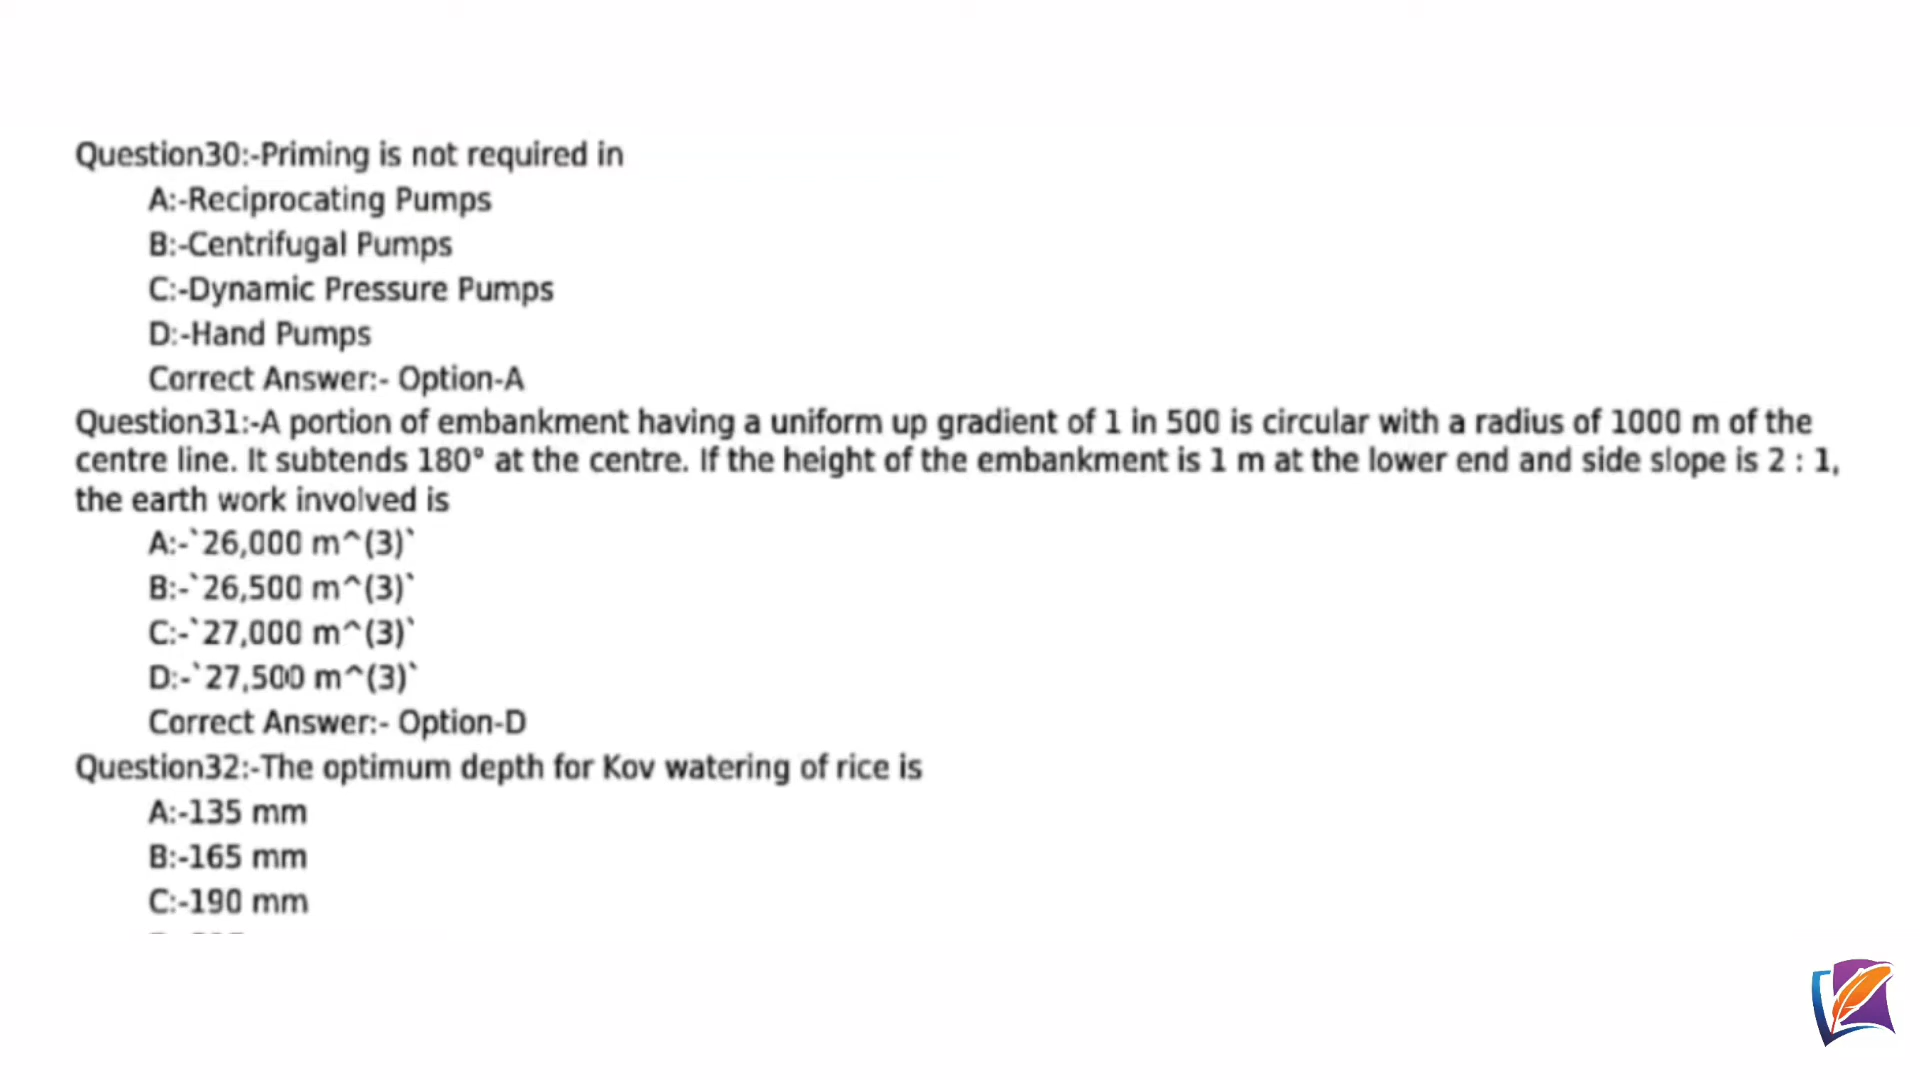 Question30:-Priming is not required in
A:-Reciprocating Pumps
B:-Centrifugal Pumps
C:-Dynamic Pressure Pumps
D:-Hand Pumps
Correct Answer:- Option-A
Question31:-A portion of embankment having a uniform up gradient of 1 in 500 is circular with a radius of 1000 m of the
centre line. It subtends 180° at the centre. If the height of the embankment is 1 m at the lower end and side slope is 2 : 1,
the earth work involved is
A:-`26,000 m^(3)`
B:-`26,500 m^(3)`
C:-`27,000 m^(3)`
D:-`27,500 m^(3)`
Correct Answer:- Option-D
Question32:-The optimum depth for Kov watering of rice is
A:-135 mm
B:-165 mm
C:-190 mm